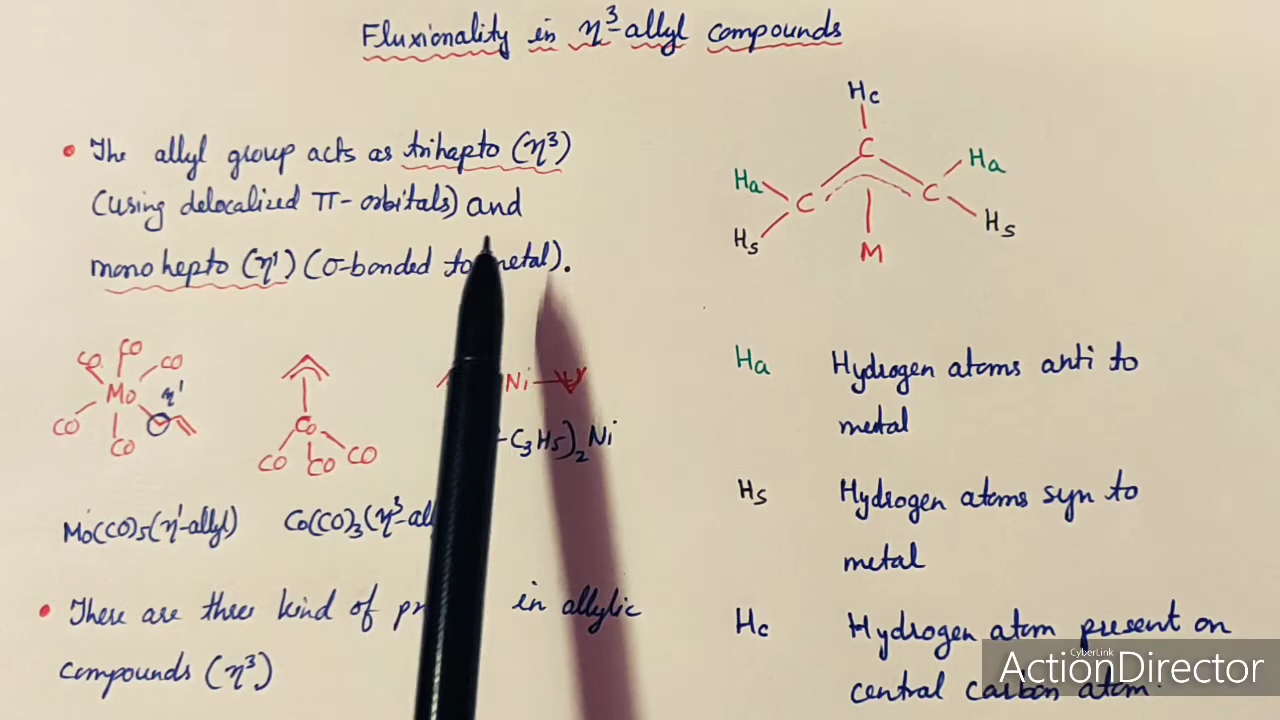 Fluxionality in η³-allyl compounds
• The allyl group acts as trihapto (η³)
(using delocalized π-orbitals) and
mono hepto (η¹) (σ-bonded to metal).
Hc
C
Ha C C Ha
Hs Hs
M
CO CO CO
Mo η¹
CO
CO
Co
CO CO CO
Ni
C₃H₅)₂Ni
Mo(CO)₅(η¹-allyl) Co(CO)₃(η³-all
• There are three kind of in allylic
compounds (η³)
Ha Hydrogen atoms anti to
metal
Hs Hydrogen atoms syn to
metal
Hc Hydrogen atom present on
central carbon atom.
CyberLink
ActionDirector